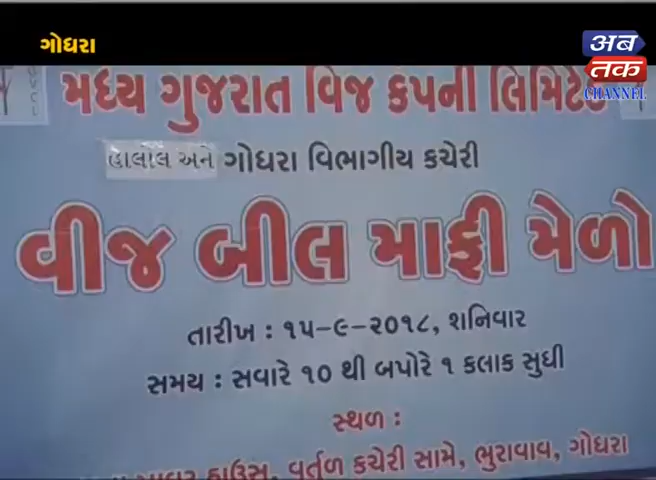 ગોધરા
અબ
તક
CHANNEL
મધ્ય ગુજરાત વિજ કંપની લિમિટેડ
હાલોલ અને ગોધરા વિભાગીય કચેરી
વીજ બીલ માફી મેળો
તારીખ : ૧૫-૯-૨૦૧૮, શનિવાર
સમય : સવારે ૧૦ થી બપોરે ૧ કલાક સુધી
સ્થળ :
હાઉસ, વર્તુળ કચેરી સામે, ભુરાવાવ, ગોધરા